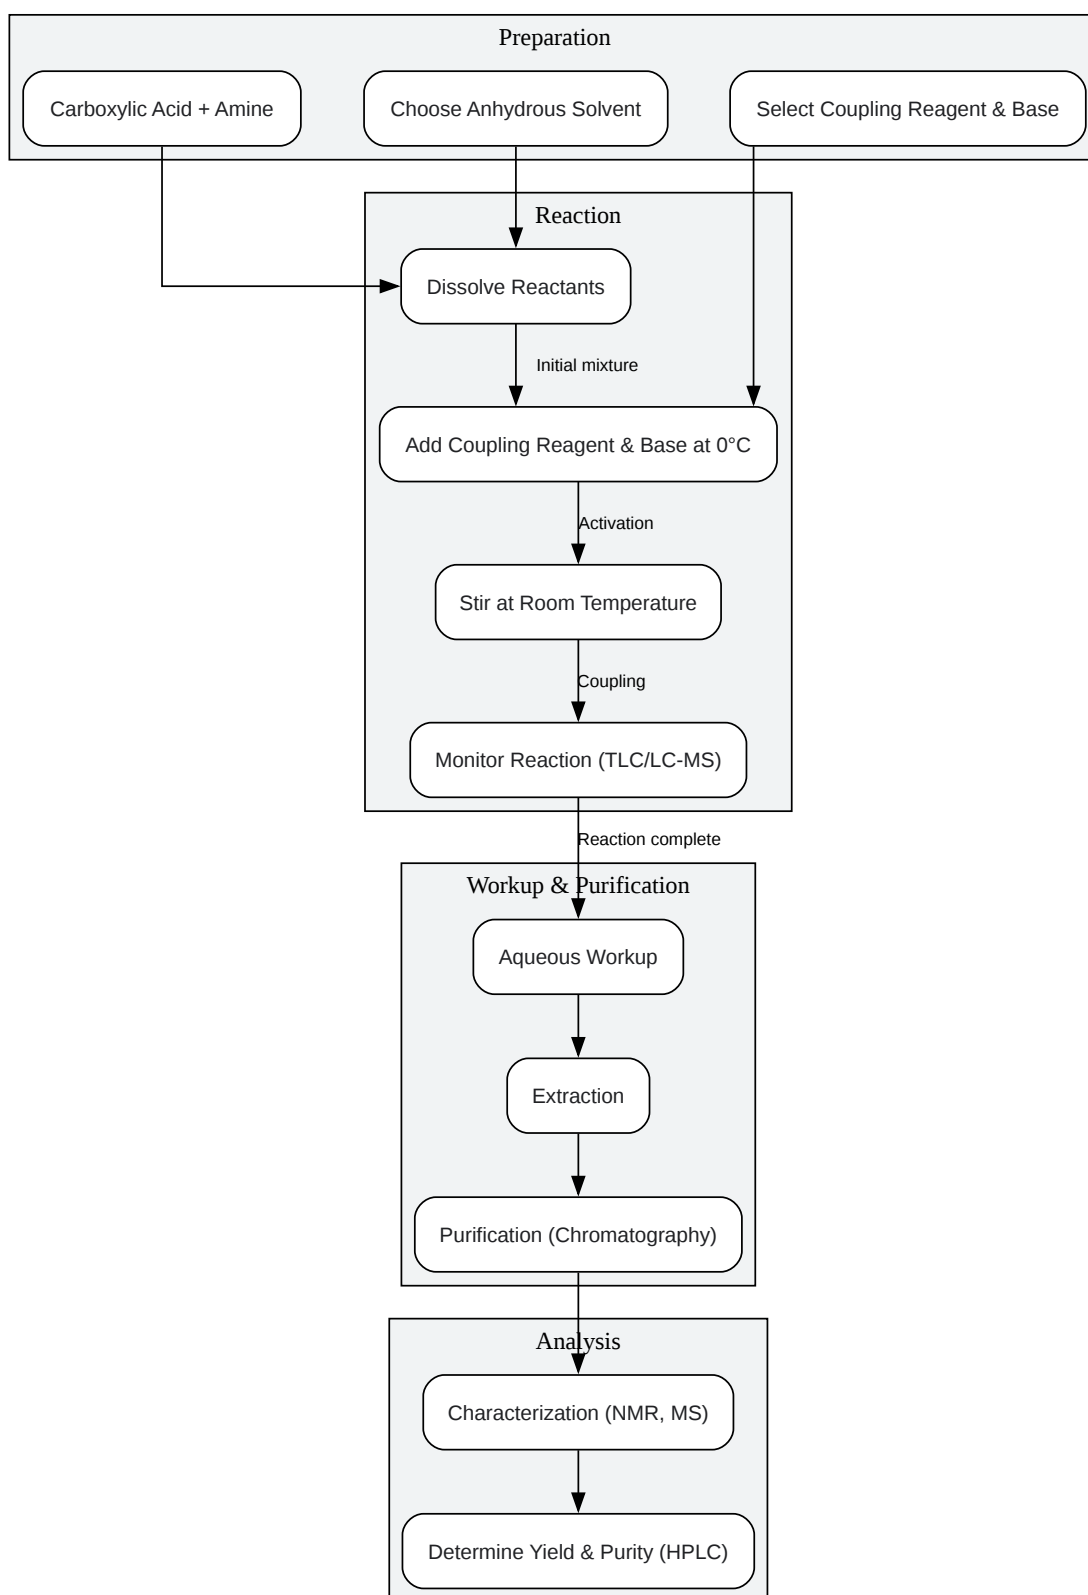 Preparation
Carboxylic Acid + Amine
Choose Anhydrous Solvent
Select Coupling Reagent & Base
Reaction
Dissolve Reactants
Initial mixture
Add Coupling Reagent & Base at 0°C
Activation
Stir at Room Temperature
Coupling
Monitor Reaction (TLC/LC-MS)
Reaction complete
Workup & Purification
Aqueous Workup
Extraction
Purification (Chromatography)
Analysis
Characterization (NMR, MS)
Determine Yield & Purity (HPLC)